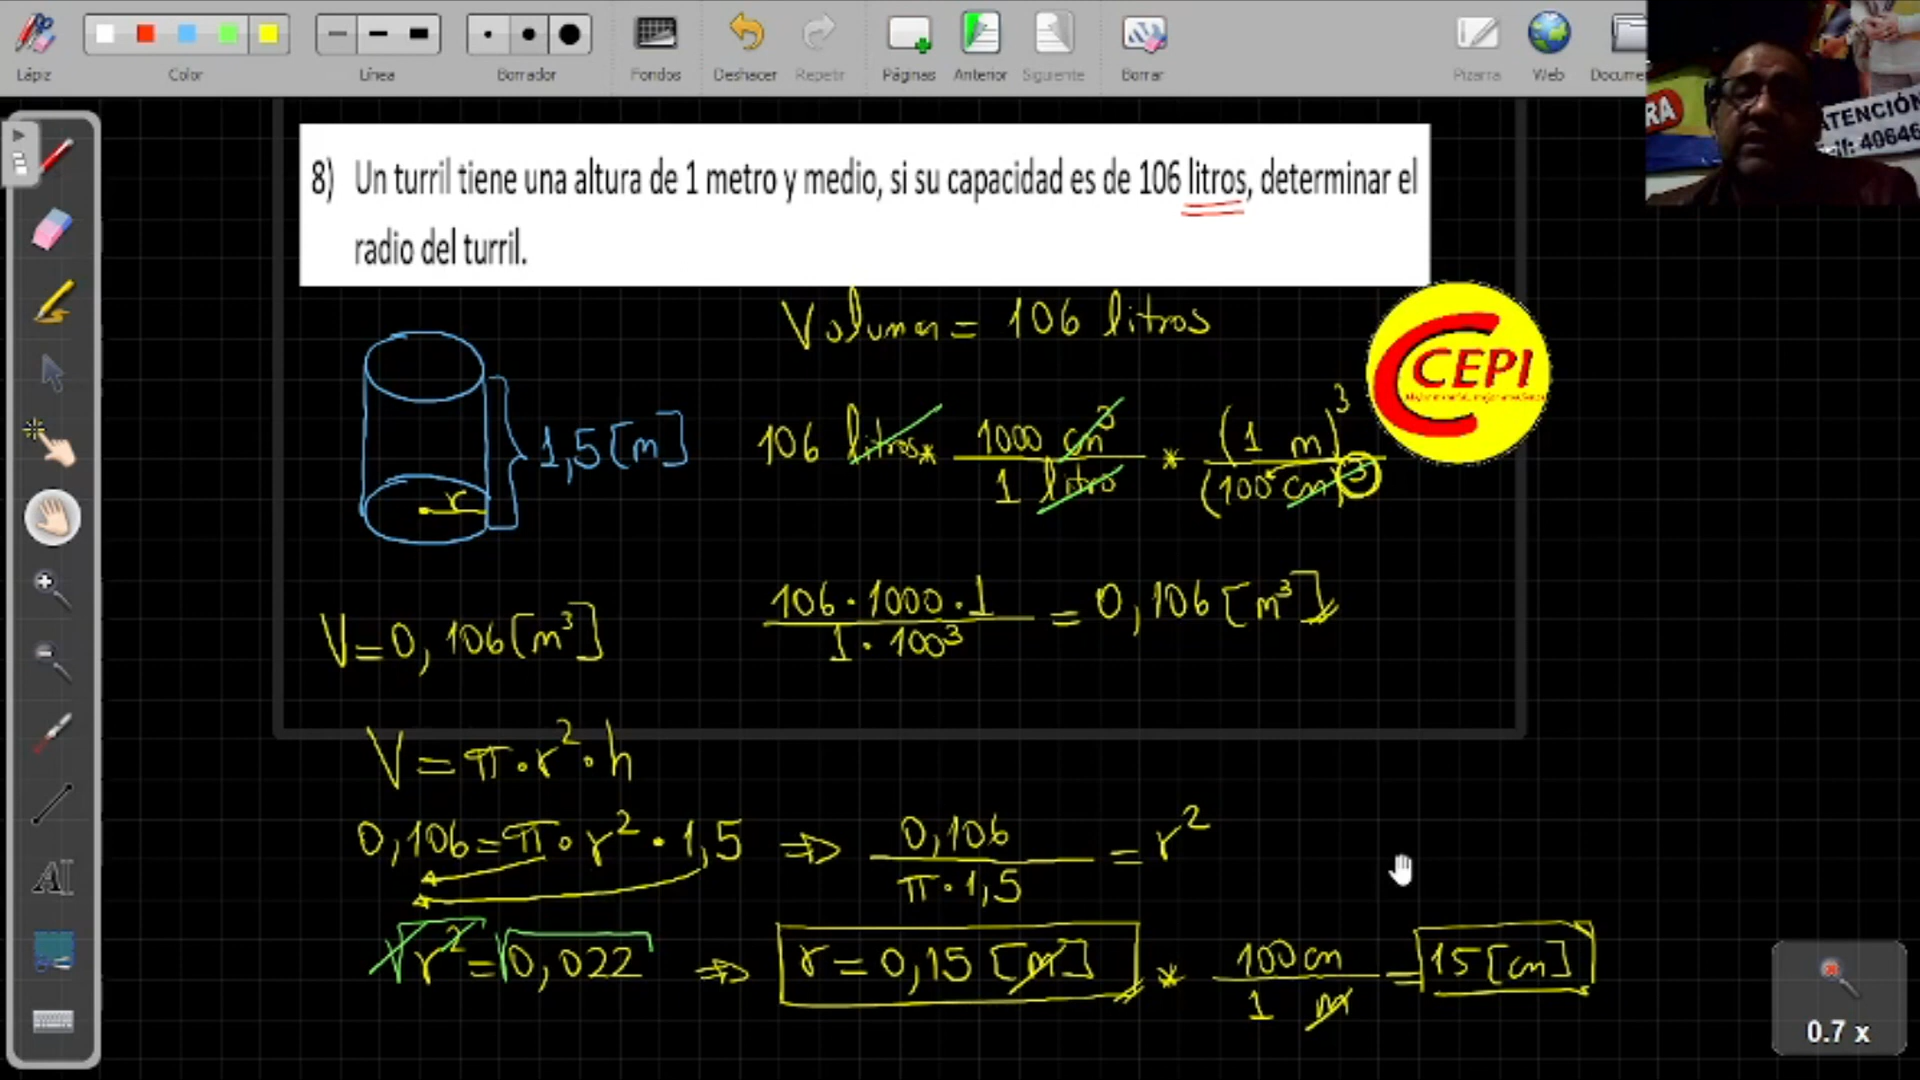 Lápiz
Color
Línea
Borrador
Fondos
Deshacer
Repetir
Páginas
Anterior
Siguiente
Borrar
Pizarra
Web
RA
ATENCIÓN
40646
8) Un turril tiene una altura de 1 metro y medio, si su capacidad es de 106 litros, determinar el
radio del turril.
Volumen = 106 litros
CEPI
1,5 [m]
r
106 litros * 1000 cm³ / 1 litro * (1 m)³ / (100 cm)³
106 · 1000 · 1 / 1 · 100³ = 0,106 [m³]
V = 0,106 [m³]
V = π · r² · h
0,106 = π · r² · 1,5 ⇒ 0,106 / π · 1,5 = r²
√r² = √0,022 ⇒ r = 0,15 [m] * 100 cm / 1 m = 15 [cm]
0.7 x